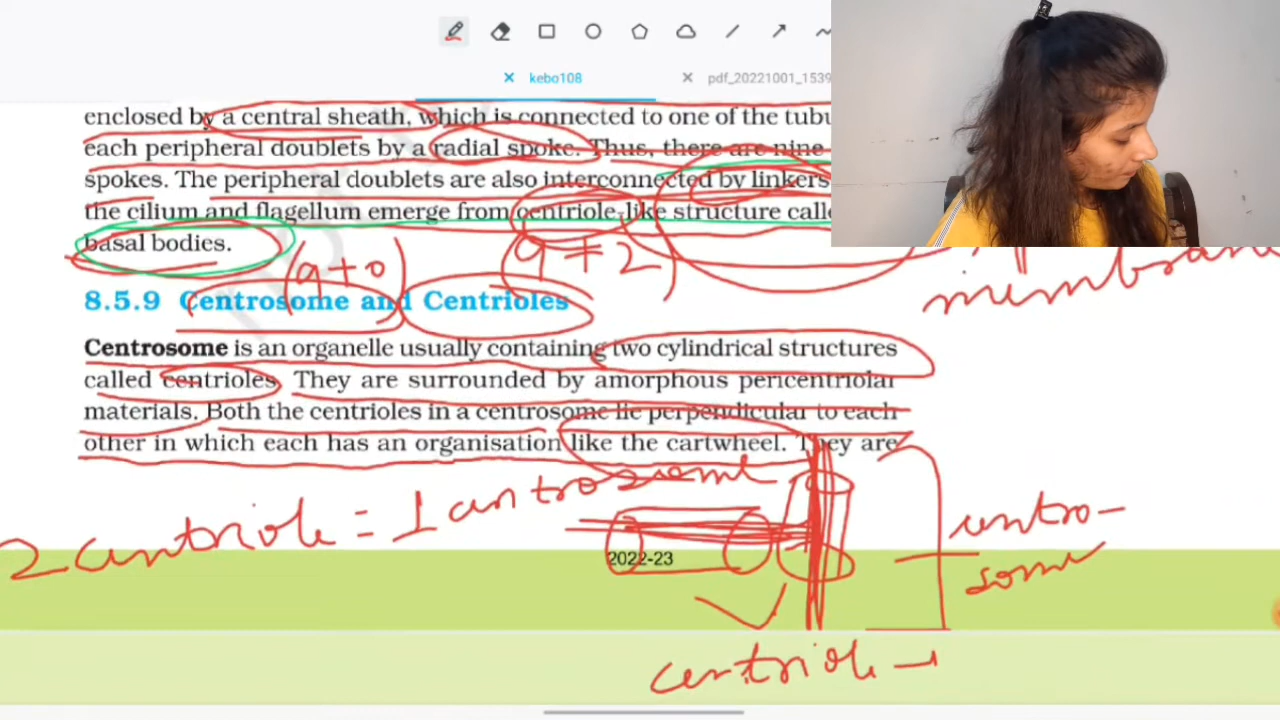 kebo108
pdf_20221001_1539
enclosed by a central sheath, which is connected to one of the tubu
each peripheral doublets by a radial spoke. Thus, there are nine
spokes. The peripheral doublets are also interconnected by linkers
the cilium and flagellum emerge from centriole-like structure calle
basal bodies.
(9+0) (9+2)
membrane
8.5.9 Centrosome and Centrioles
Centrosome is an organelle usually containing two cylindrical structures
called centrioles. They are surrounded by amorphous pericentriolar
materials. Both the centrioles in a centrosome lie perpendicular to each
other in which each has an organisation like the cartwheel. They are
2 centriole = 1 centrosome
centro-
some
2022-23
centriole →